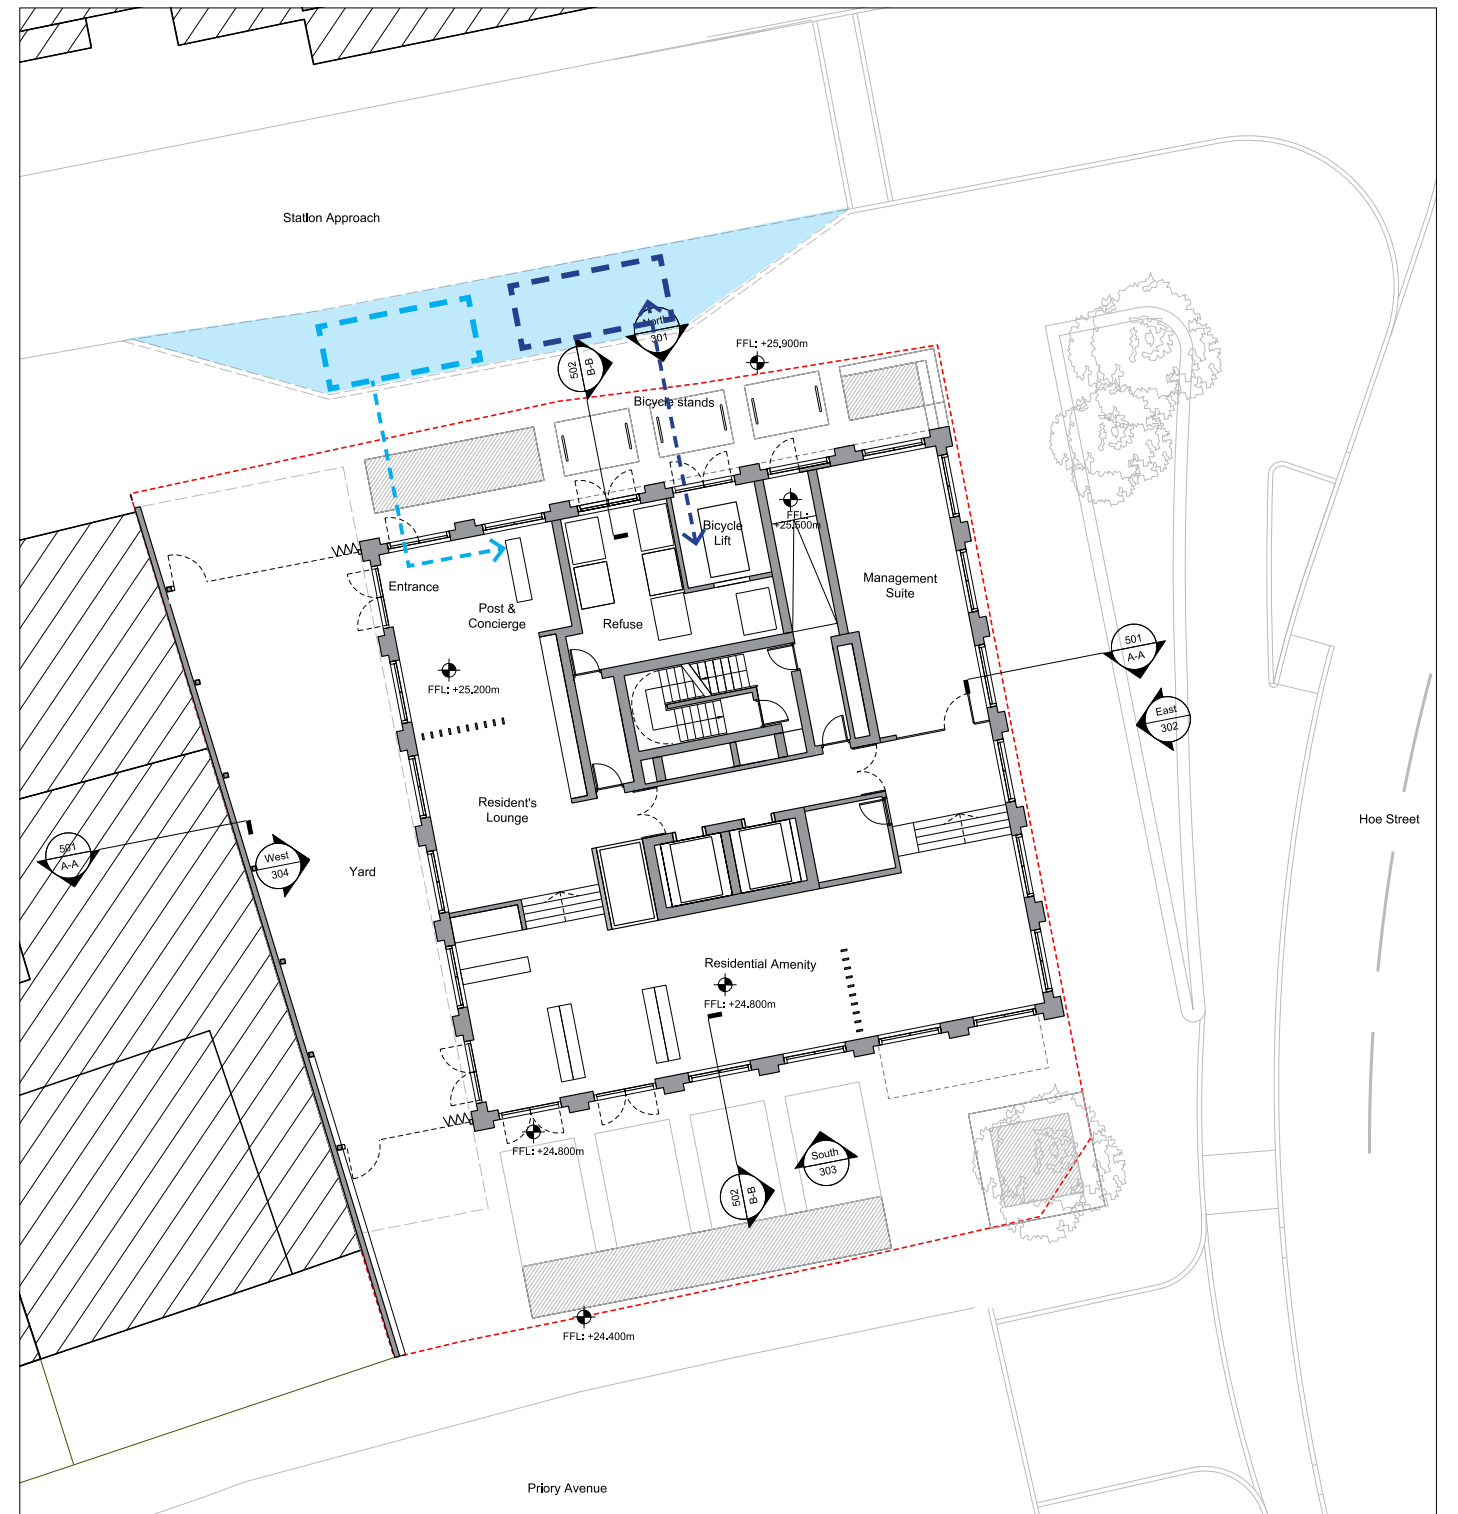 Station Approach
North
301
FFL: +25.900m
502
B-B
Bicycle stands
FFL:
+25.600m
Bicycle
Lift
Entrance
Management
Suite
Post &
Concierge
Refuse
501
A-A
FFL: +25.200m
East
302
Resident's
Lounge
Hoe Street
501
A-A
West
304
Yard
Residential Amenity
FFL: +24.800m
FFL: +24.800m
South
303
502
B-B
FFL: +24.400m
Priory Avenue